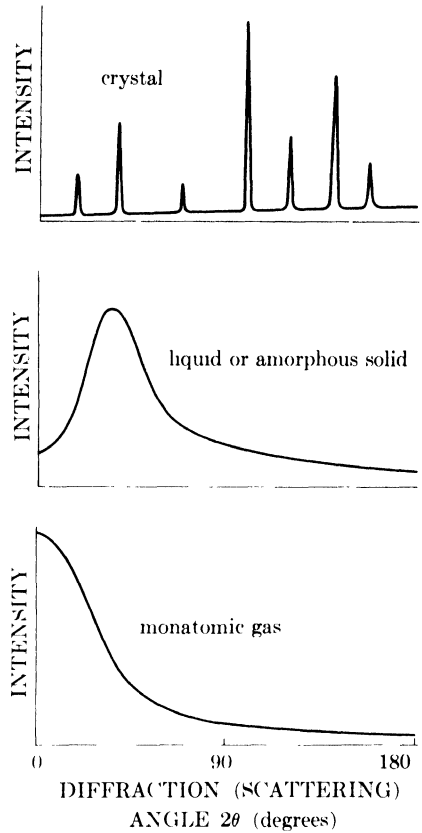 INTENSITY
crystal
INTENSITY
liquid or amorphous solid
INTENSITY
monatomic gas
0 90 180
DIFFRACTION (SCATTERING)
ANGLE 2θ (degrees)